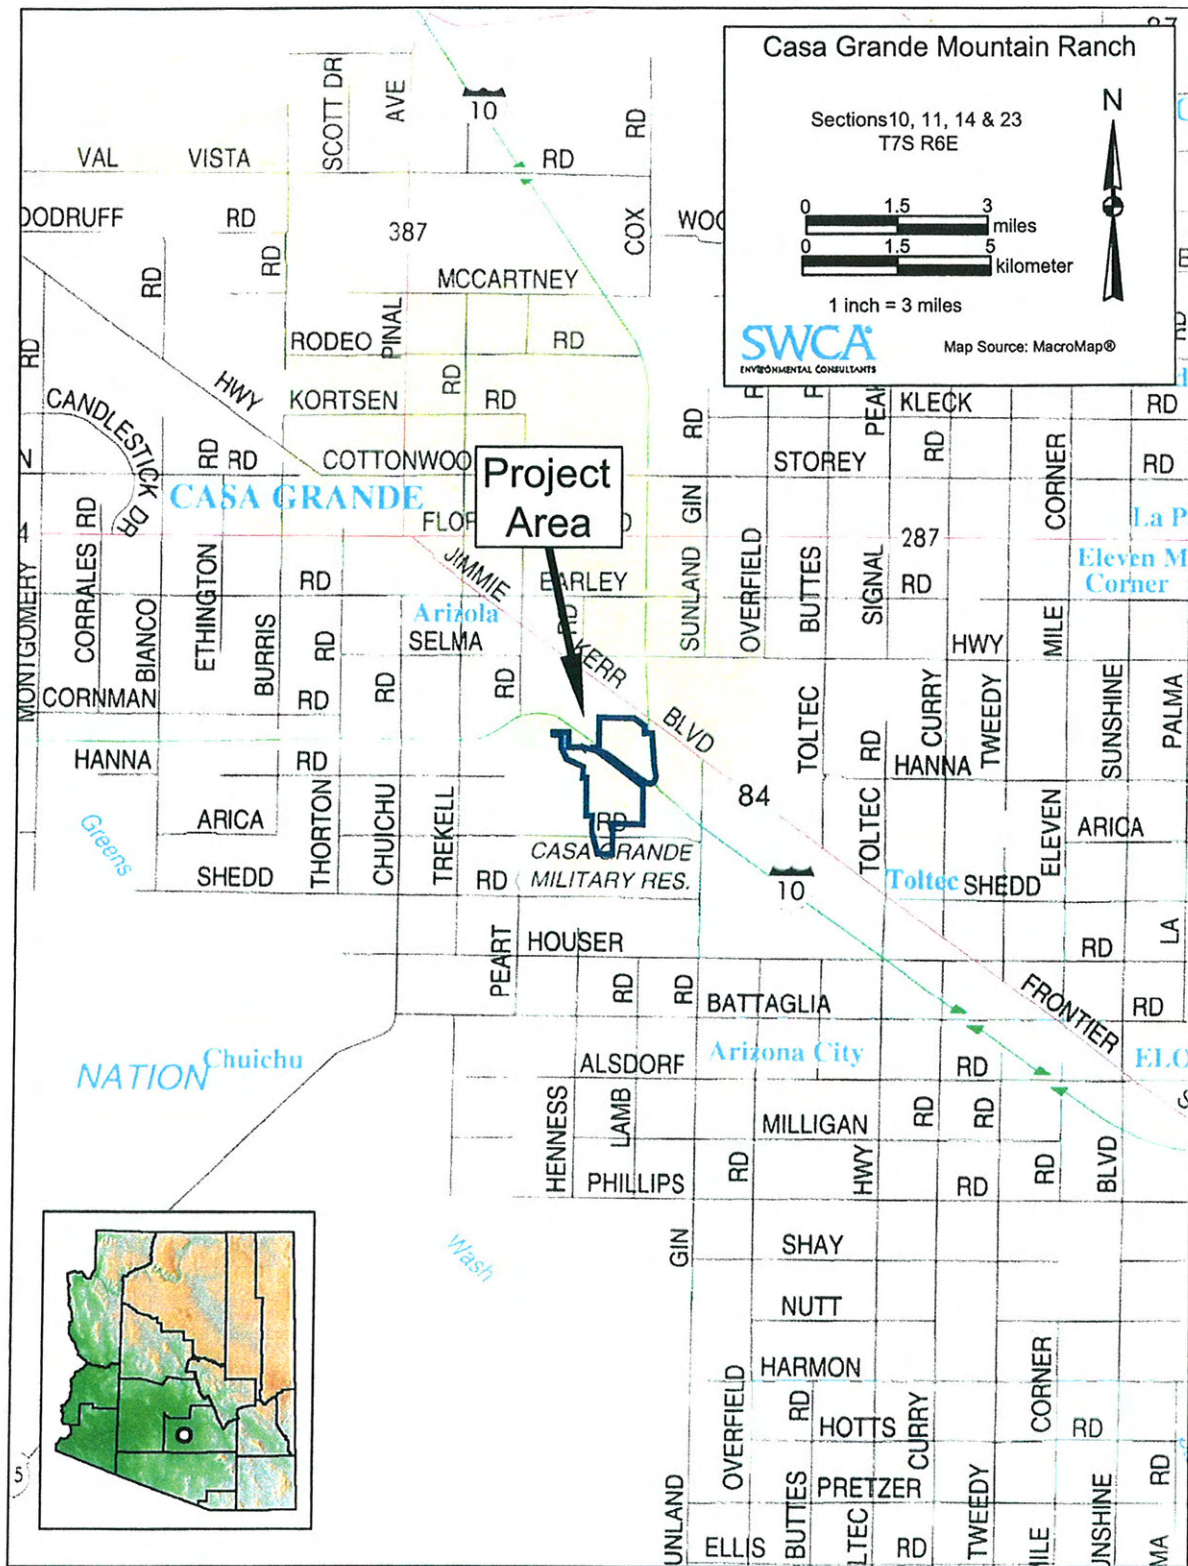 Casa Grande Mountain Ranch
Sections10, 11, 14 & 23
T7S R6E
N
0 1.5 3
miles
0 1.5 5
kilometer
1 inch = 3 miles
SWCA
ENVIRONMENTAL CONSULTANTS
Map Source: MacroMap®
SCOTT DR
AVE
10
RD
VAL VISTA RD
RD
COX
387
RD
RD
MCCARTNEY
RODEO RD
PINAL
RD
HWY
KORTSEN RD
RD
KLECK RD
CANDLESTICK DR
RD RD
Project
Area
RD
STOREY RD
RD
CORNER
CASA GRANDE
GIN
287
Eleven M
Corner
JIMMIE KERR BLVD
MONTGOMERY
CORRALES RD
BIANCO
ETHINGTON
BURRIS
RD
RD
EARLEY
RD
Arizola
SELMA
RD
SUNLAND
OVERFIELD
BUTTES
SIGNAL
RD
HWY
MILE
CORNMAN RD
RD
HANNA RD
TOLTEC
RD
CURRY
TWEEDY
HANNA
SUNSHINE
PALMA
84
Greens
ARICA
THORTON
CHUICHU
TREKELL
RD
TOLTEC
ELEVEN
ARICA
SHEDD RD
CASA GRANDE
MILITARY RES.
10
Toltec
SHEDD
LA
PEART
HOUSER
RD
RD
RD
BATTAGLIA
FRONTIER
RD
NATION
Chuichu
ALSDORF
Arizona City
RD
HENNESS
LAMB
MILLIGAN
RD
RD
PHILLIPS
RD
HWY
RD
RD
BLVD
Wash
GIN
SHAY
NUTT
HARMON
OVERFIELD
RD
HOTTS
CURRY
CORNER
RD
BUTTES
PRETZER
TWEEDY
RD
ELLIS
RD
5